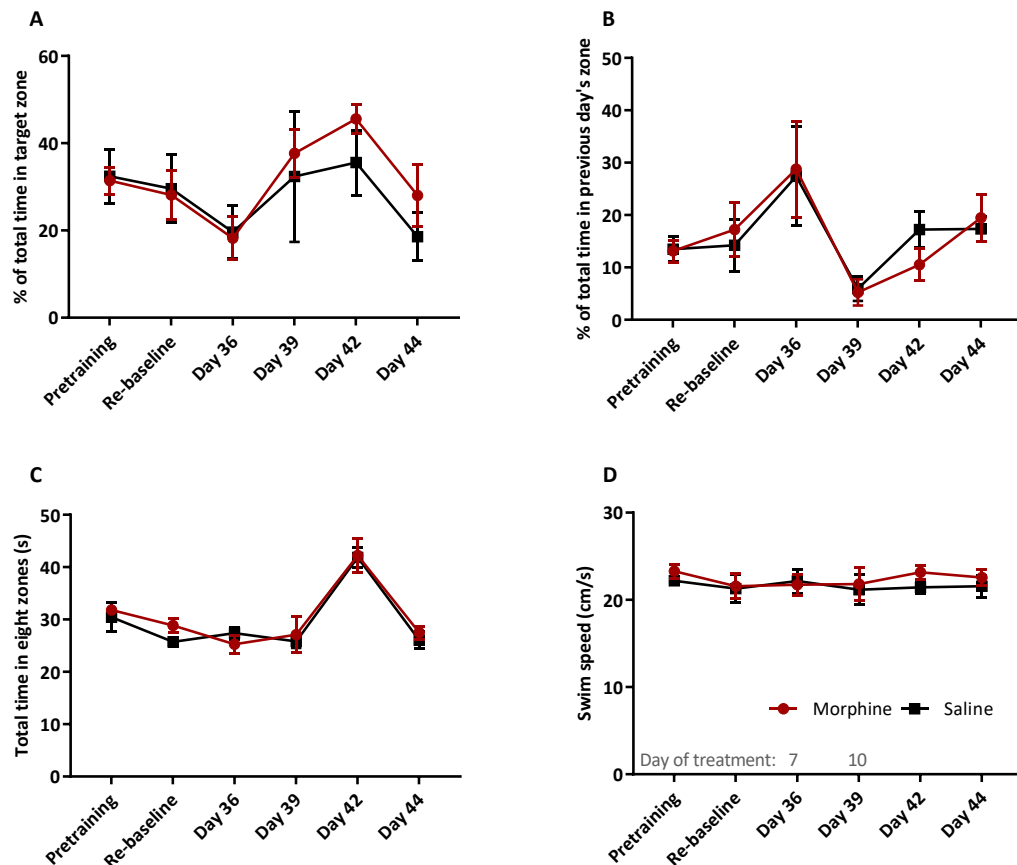 A
% of total time in target zone
60
40
20
0
Pretraining
Re-baseline
Day 36
Day 39
Day 42
Day 44
B
% of total time in previous day's zone
50
40
30
20
10
0
Pretraining
Re-baseline
Day 36
Day 39
Day 42
Day 44
C
Total time in eight zones (s)
50
40
30
20
10
0
Pretraining
Re-baseline
Day 36
Day 39
Day 42
Day 44
D
Swim speed (cm/s)
30
20
10
0
Morphine Saline
Day of treatment: 7 10
Pretraining
Re-baseline
Day 36
Day 39
Day 42
Day 44